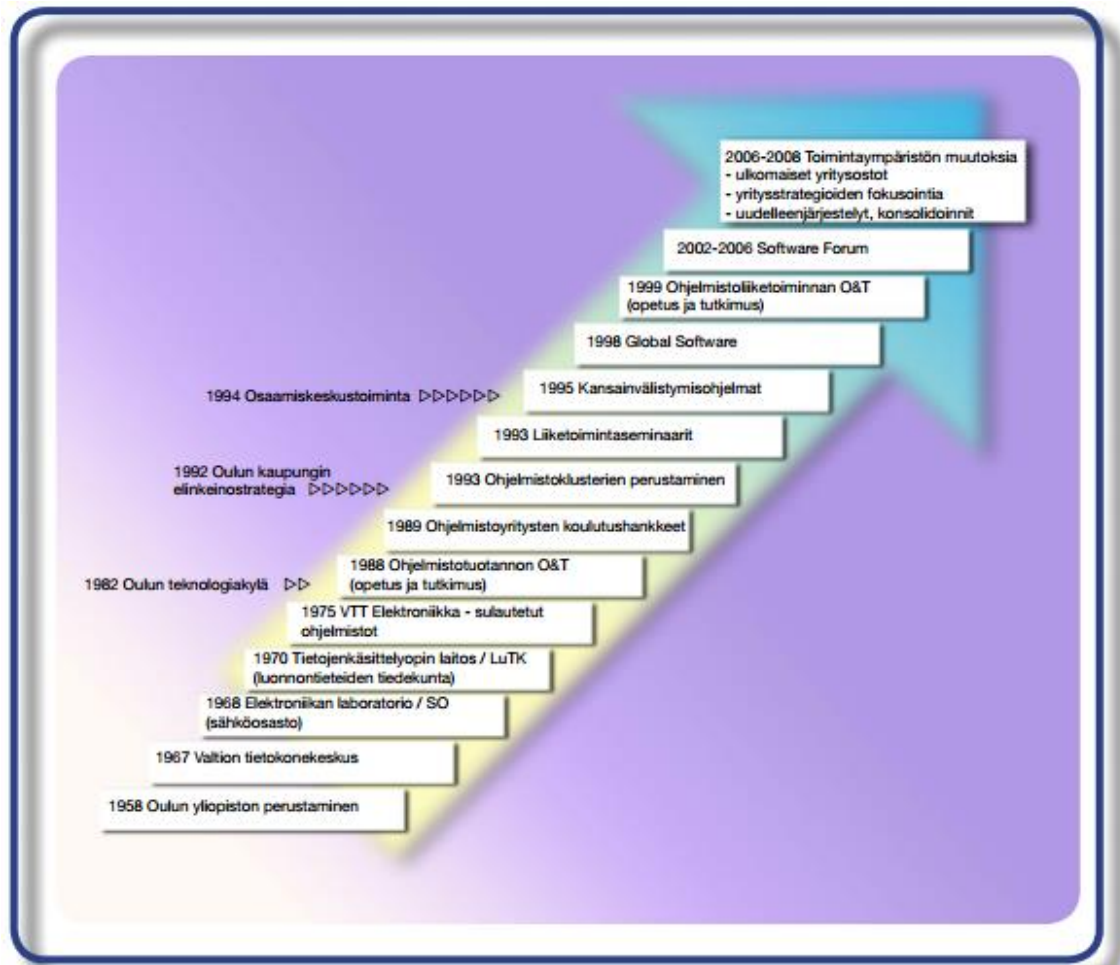 2006-2008 Toimintaympäristön muutoksia
- ulkomaiset yritysostot
- yritysstrategioiden fokusointia
- uudelleenjärjestelyt, konsolidoinnit
2002-2006 Software Forum
1999 Ohjelmistoliiketoiminnan O&T
(opetus ja tutkimus)
1998 Global Software
1994 Osaamiskeskustoiminta ▷▷▷▷▷▷
1995 Kansainvälistymisohjelmat
1993 Liiketoimintaseminaarit
1992 Oulun kaupungin
elinkeinostrategia ▷▷▷▷▷▷
1993 Ohjelmistoklusterien perustaminen
1989 Ohjelmistoyritysten koulutushankkeet
1982 Oulun teknologiakylä ▷▷
1988 Ohjelmistotuotannon O&T
(opetus ja tutkimus)
1975 VTT Elektroniikka - sulautetut
ohjelmistot
1970 Tietojenkäsittelyopin laitos / LuTK
(luonnontieteiden tiedekunta)
1968 Elektroniikan laboratorio / SO
(sähköosasto)
1967 Valtion tietokonekeskus
1958 Oulun yliopiston perustaminen